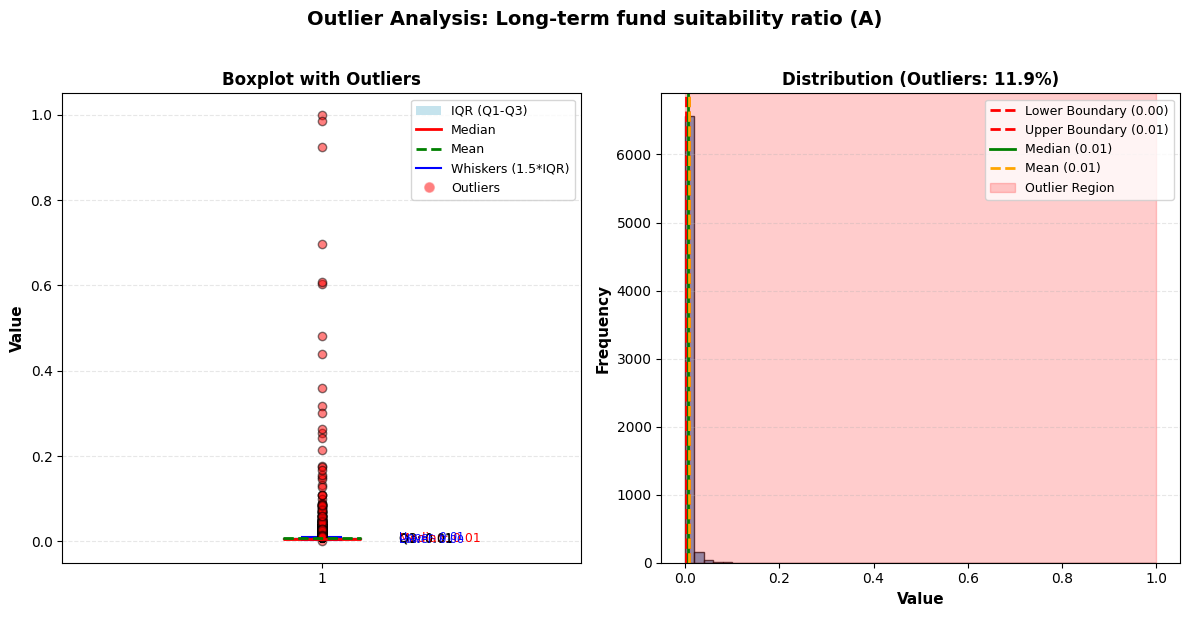 Outlier Analysis: Long-term fund suitability ratio (A)
Boxplot with Outliers
Value
1.0
0.8
0.6
0.4
0.2
0.0
1
IQR (Q1-Q3)
Median
Mean
Whiskers (1.5*IQR)
Outliers
Distribution (Outliers: 11.9%)
Frequency
6000
5000
4000
3000
2000
1000
0
0.0 0.2 0.4 0.6 0.8 1.0
Value
Lower Boundary (0.00)
Upper Boundary (0.01)
Median (0.01)
Mean (0.01)
Outlier Region